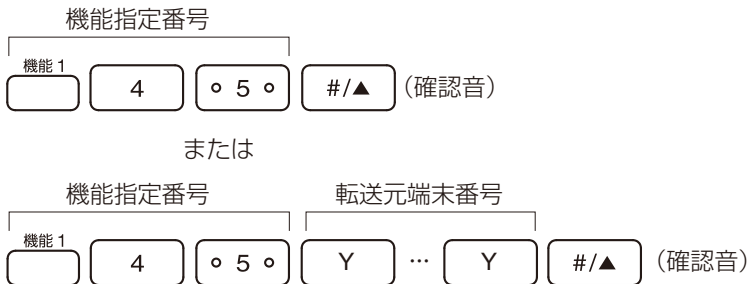 機能指定番号
機能 1
4 5 #/▲ (確認音)
または
機能指定番号 転送元端末番号
機能 1
4 5 Y … Y #/▲ (確認音)